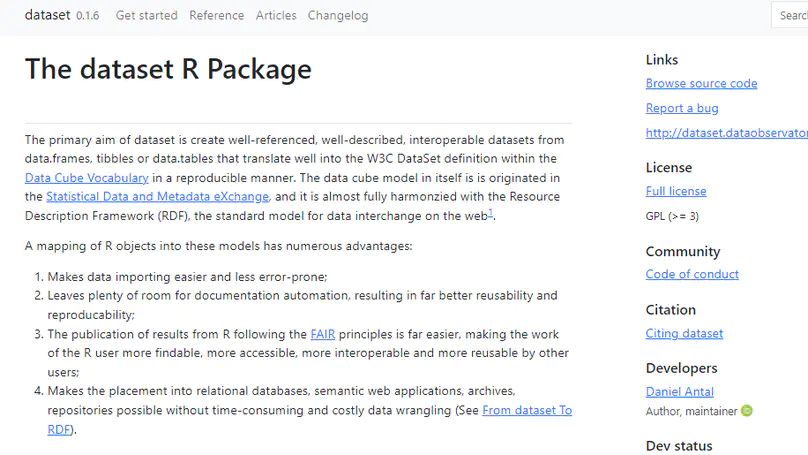 dataset 0.1.6 Get started Reference Articles Changelog
The dataset R Package
The primary aim of dataset is create well-referenced, well-described, interoperable datasets from
data.frames, tibbles or data.tables that translate well into the W3C DataSet definition within the
Data Cube Vocabulary in a reproducible manner. The data cube model in itself is is originated in
the Statistical Data and Metadata eXchange, and it is almost fully harmonzied with the Resource
Description Framework (RDF), the standard model for data interchange on the web1.
A mapping of R objects into these models has numerous advantages:
1. Makes data importing easier and less error-prone;
2. Leaves plenty of room for documentation automation, resulting in far better reusability and
reproducability;
3. The publication of results from R following the FAIR principles is far easier, making the work
of the R user more findable, more accessible, more interoperable and more reusable by other
users;
4. Makes the placement into relational databases, semantic web applications, archives,
repositories possible without time-consuming and costly data wrangling (See From dataset To
RDF).
Searc
Links
Browse source code
Report a bug
http://dataset.dataobservator
License
Full license
GPL (>= 3)
Community
Code of conduct
Citation
Citing dataset
Developers
Daniel Antal
Author, maintainer iD
Dev status